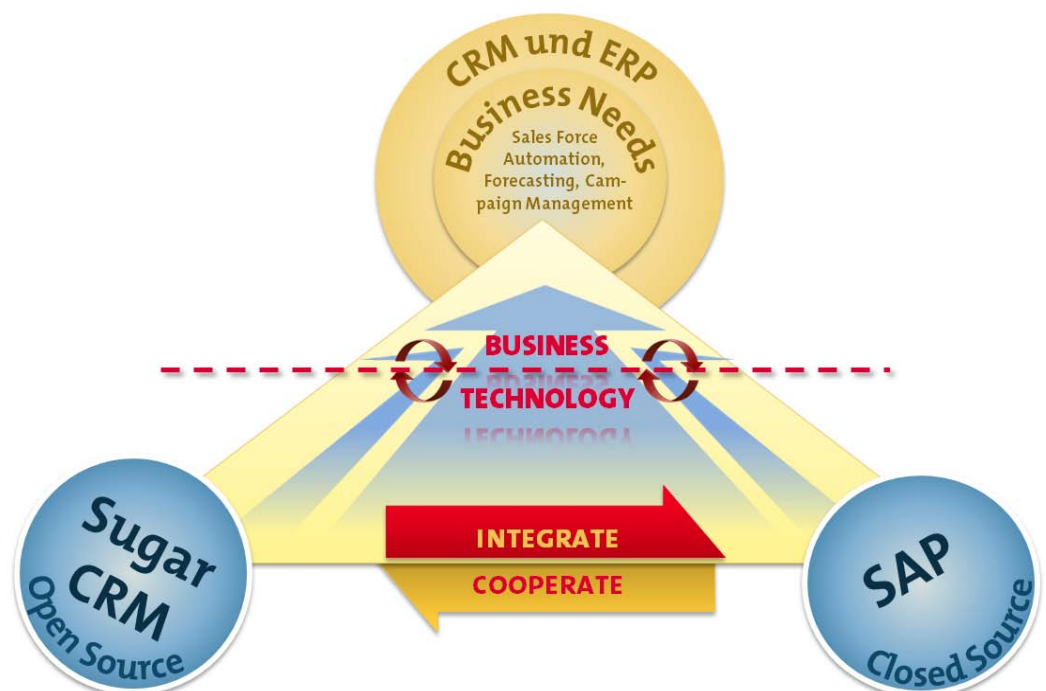 CRM und ERP
Business Needs
Sales Force
Automation,
Forecasting, Cam-
paign Management
BUSINESS
TECHNOLOGY
INTEGRATE
COOPERATE
Sugar
CRM
Open Source
SAP
Closed Source